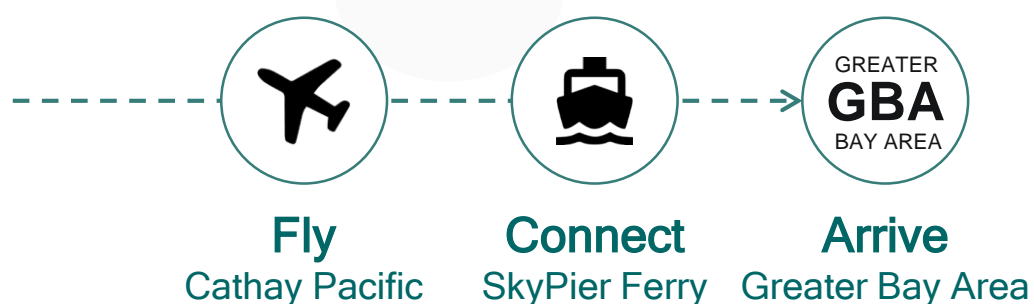 GREATER
GBA
BAY AREA
Fly
Connect
Arrive
Cathay Pacific
SkyPier Ferry
Greater Bay Area